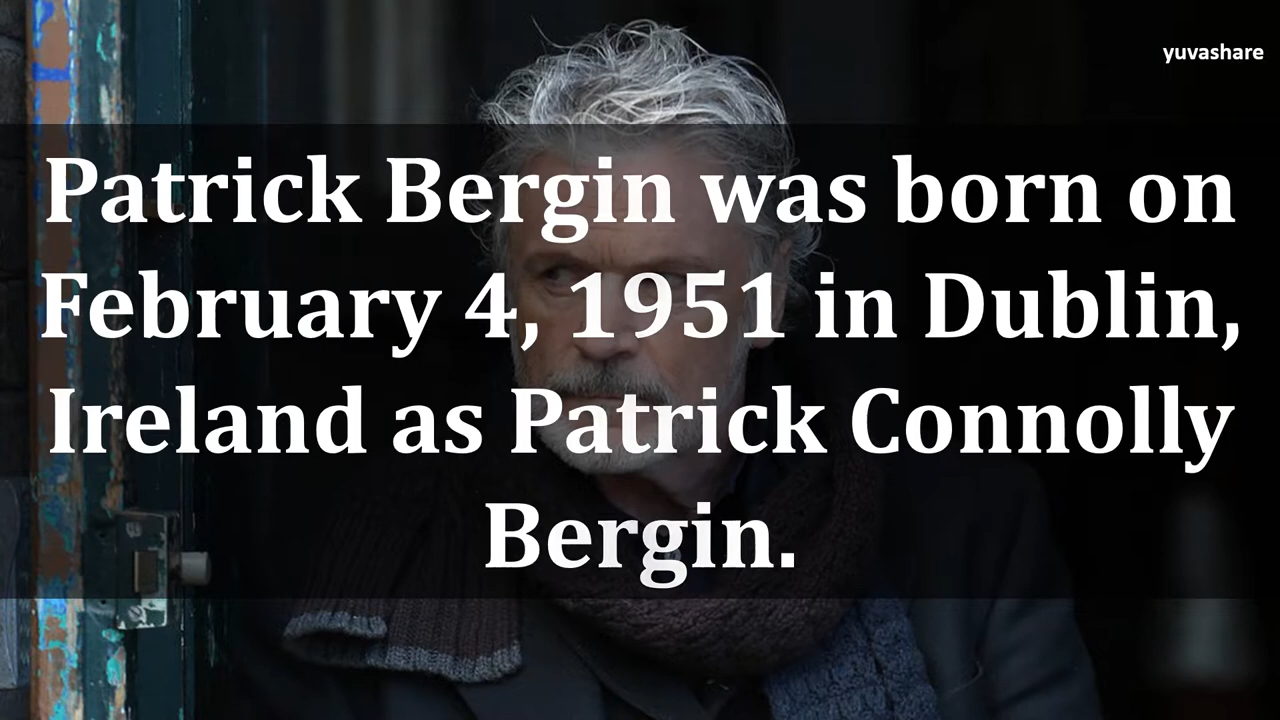 yuvashare
Patrick Bergin was born on
February 4, 1951 in Dublin,
Ireland as Patrick Connolly
Bergin.